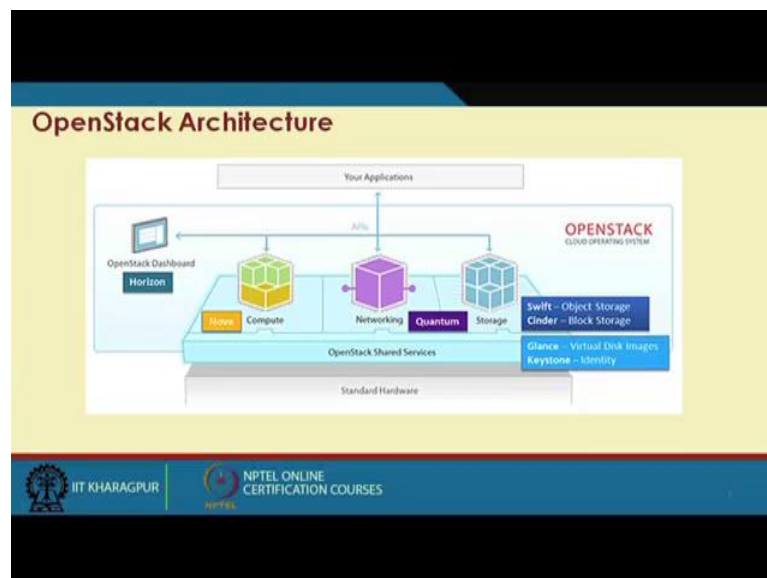 OpenStack Architecture
Your Applications
APIs
OPENSTACK
CLOUD OPERATING SYSTEM
OpenStack Dashboard
Horizon
Nova
Compute
Networking
Quantum
Storage
Swift – Object Storage
Cinder – Block Storage
Glance – Virtual Disk Images
Keystone – Identity
OpenStack Shared Services
Standard Hardware
IIT KHARAGPUR
NPTEL
NPTEL ONLINE
CERTIFICATION COURSES